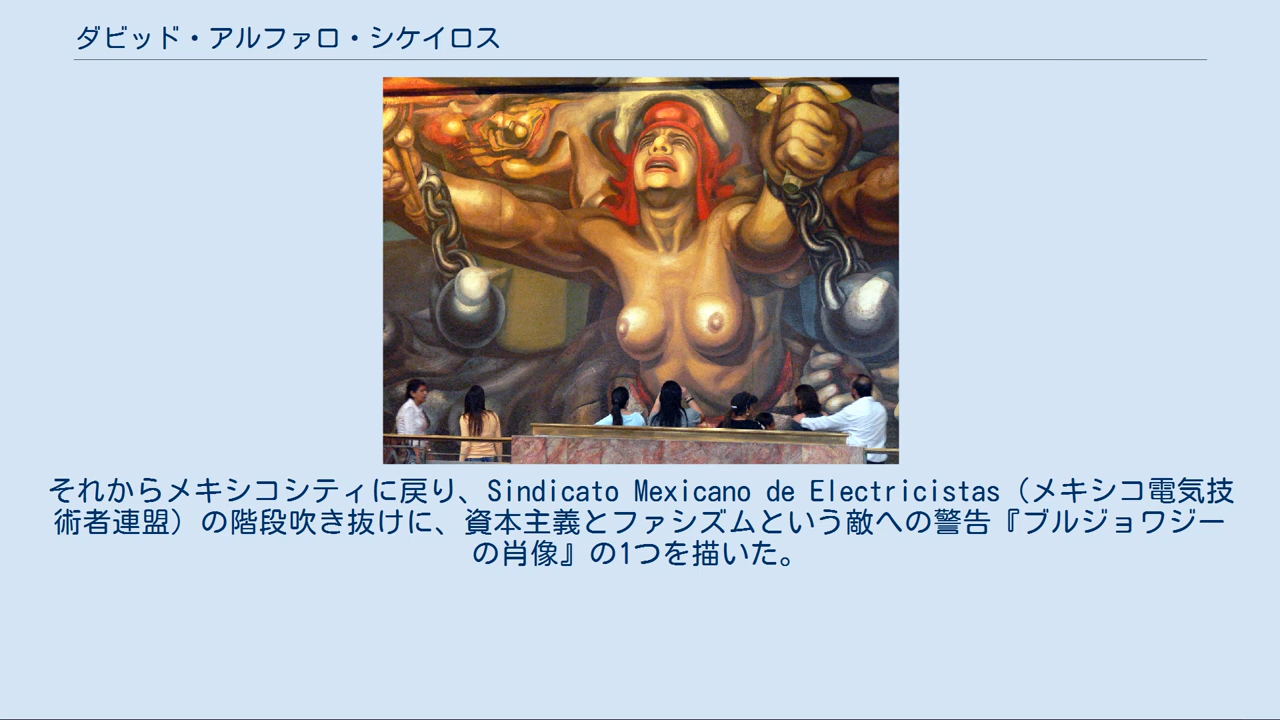 ダビッド・アルファロ・シケイロス
それからメキシコシティに戻り、Sindicato Mexicano de Electricistas（メキシコ電気技
術者連盟）の階段吹き抜けに、資本主義とファシズムという敵への警告『ブルジョワジー
の肖像』の1つを描いた。